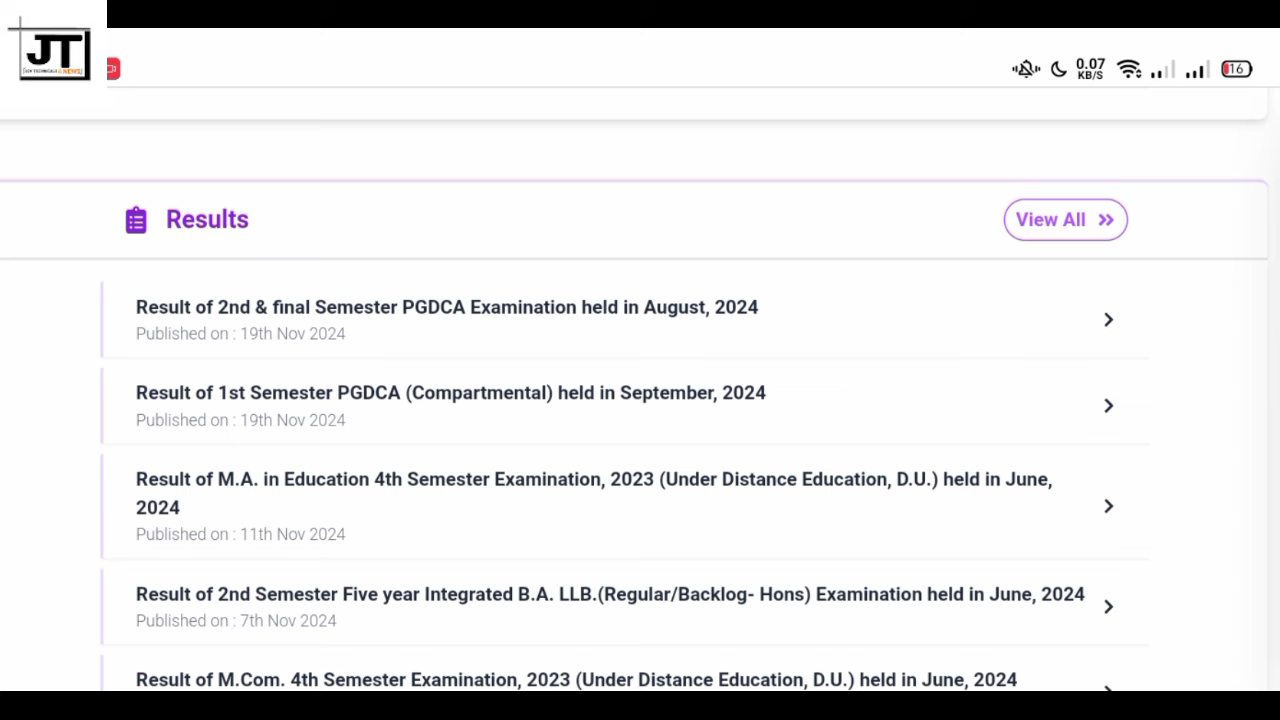 JT
0.07
KB/S
16
Results
View All
Result of 2nd & final Semester PGDCA Examination held in August, 2024
Published on : 19th Nov 2024
Result of 1st Semester PGDCA (Compartmental) held in September, 2024
Published on : 19th Nov 2024
Result of M.A. in Education 4th Semester Examination, 2023 (Under Distance Education, D.U.) held in June,
2024
Published on : 11th Nov 2024
Result of 2nd Semester Five year Integrated B.A. LLB.(Regular/Backlog- Hons) Examination held in June, 2024
Published on : 7th Nov 2024
Result of M.Com. 4th Semester Examination, 2023 (Under Distance Education, D.U.) held in June, 2024